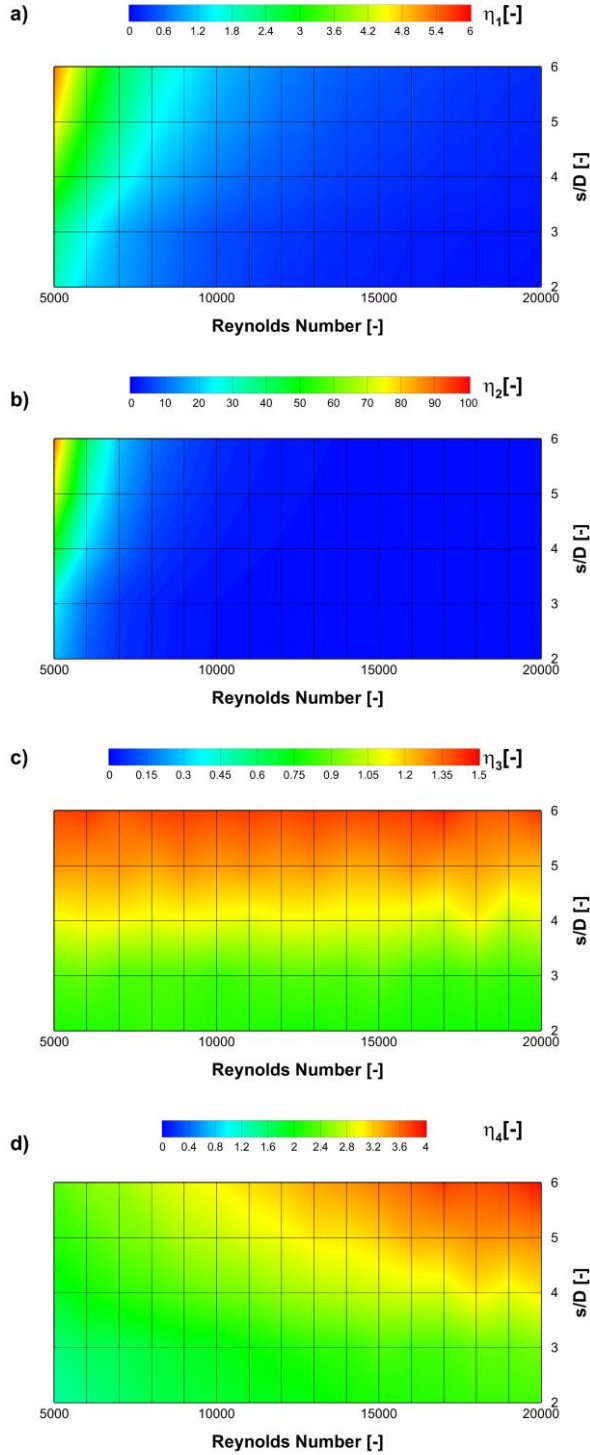 a) η1[-]
0 0.6 1.2 1.8 2.4 3 3.6 4.2 4.8 5.4 6
6
5
4
3
2
s/D [-]
5000 10000 15000 20000
Reynolds Number [-]
b) η2[-]
0 10 20 30 40 50 60 70 80 90 100
6
5
4
3
2
s/D [-]
5000 10000 15000 20000
Reynolds Number [-]
c) η3[-]
0 0.15 0.3 0.45 0.6 0.75 0.9 1.05 1.2 1.35 1.5
6
5
4
3
2
s/D [-]
5000 10000 15000 20000
Reynolds Number [-]
d) η4[-]
0 0.4 0.8 1.2 1.6 2 2.4 2.8 3.2 3.6 4
6
5
4
3
2
s/D [-]
5000 10000 15000 20000
Reynolds Number [-]